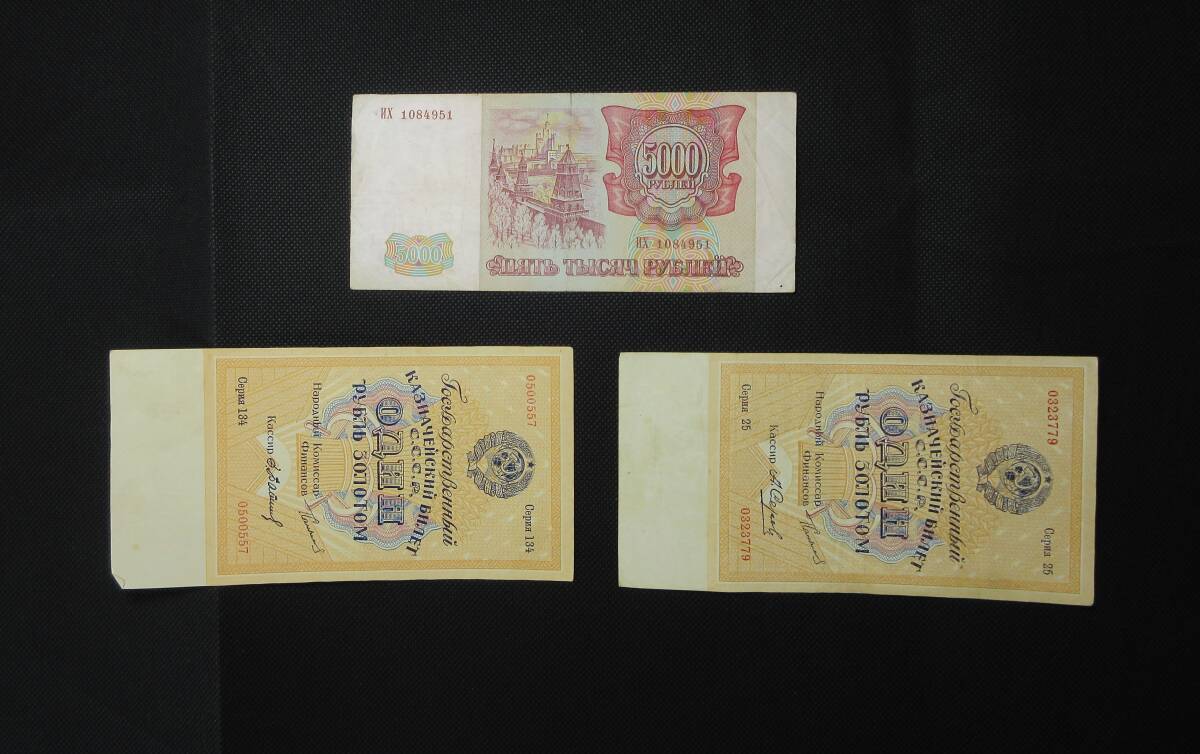 ИХ 1084951
5000
РУБЛЕЙ
ИХ 1084951
5000
ПЯТЬ ТЫСЯЧ РУБЛЕЙ
0500557
Серия 134
Государственный
КАЗНАЧЕЙСКИЙ БИЛЕТ
С.С.С.Р.
ОДИН
РУБЛЬ ЗОЛОТОМ
Народный Комиссар
Финансов
Кассир
Серия 134
0500557
0323779
Серия 25
Государственный
КАЗНАЧЕЙСКИЙ БИЛЕТ
С.С.С.Р.
ОДИН
РУБЛЬ ЗОЛОТОМ
Народный Комиссар
Финансов
Кассир
Серия 25
0323779